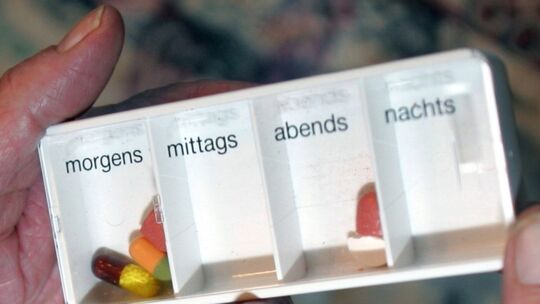 morgens mittags abends nachts